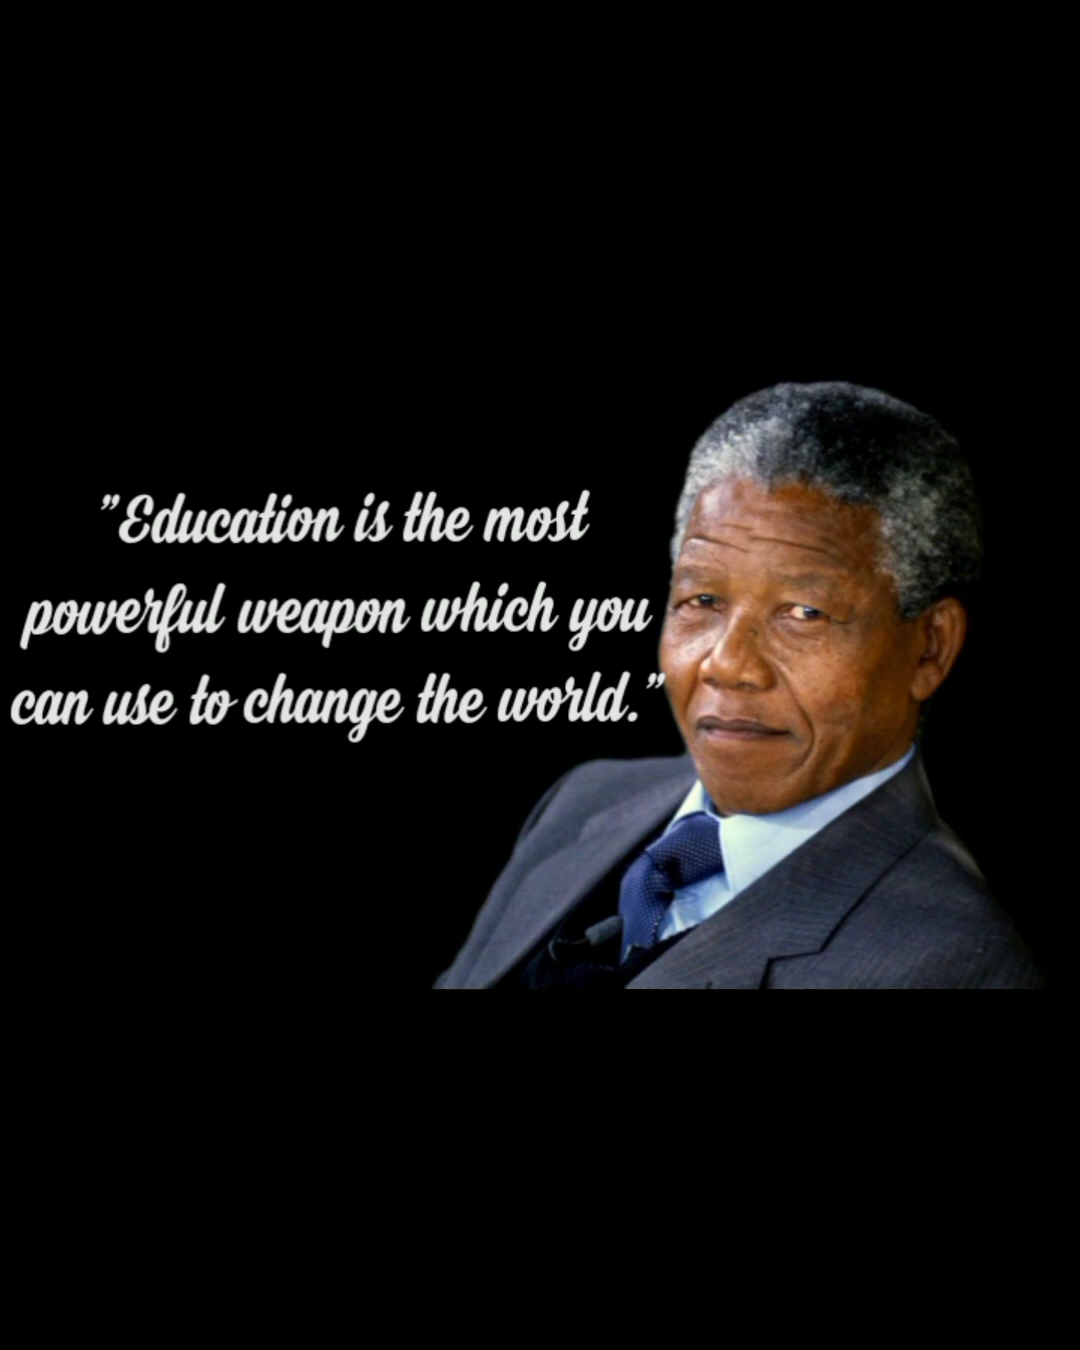 ”Education is the most
powerful weapon which you
can use to change the world.”